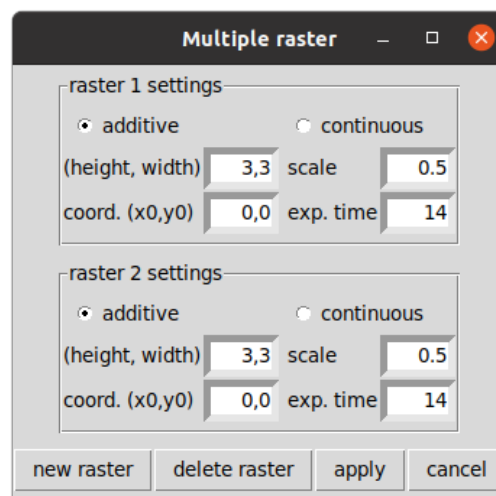 Multiple raster
raster 1 settings
additive continuous
(height, width) 3,3 scale 0.5
coord. (x0,y0) 0,0 exp. time 14
raster 2 settings
additive continuous
(height, width) 3,3 scale 0.5
coord. (x0,y0) 0,0 exp. time 14
new raster delete raster apply cancel